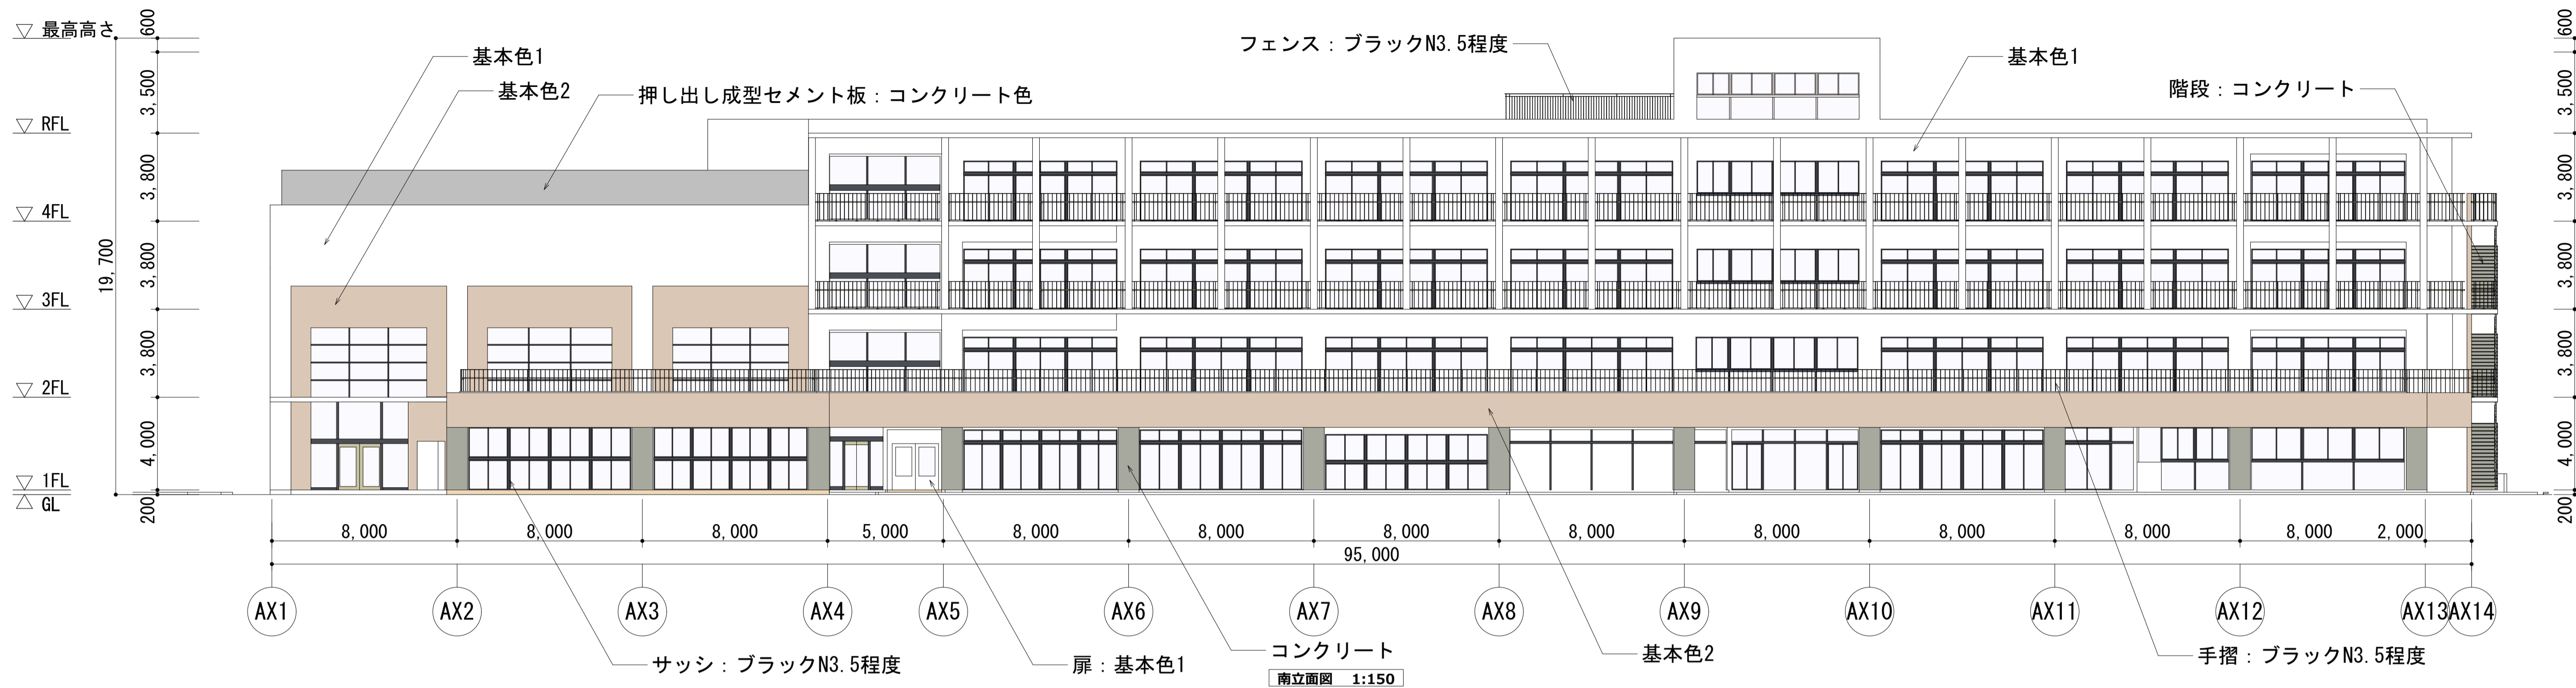 最高高さ
600
フェンス：ブラックN3.5程度
600
基本色1
基本色1
基本色2
押し出し成型セメント板：コンクリート色
階段：コンクリート
3,500
3,500
RFL
3,800
3,800
4FL
19,700
3,800
3,800
3FL
3,800
3,800
2FL
4,000
4,000
1FL
GL
200
200
8,000 8,000 8,000 5,000 8,000 8,000 8,000 8,000 8,000 8,000 8,000 8,000 2,000
95,000
AX1 AX2 AX3 AX4 AX5 AX6 AX7 AX8 AX9 AX10 AX11 AX12 AX13 AX14
サッシ：ブラックN3.5程度
扉：基本色1
コンクリート
基本色2
手摺：ブラックN3.5程度
南立面図 1:150